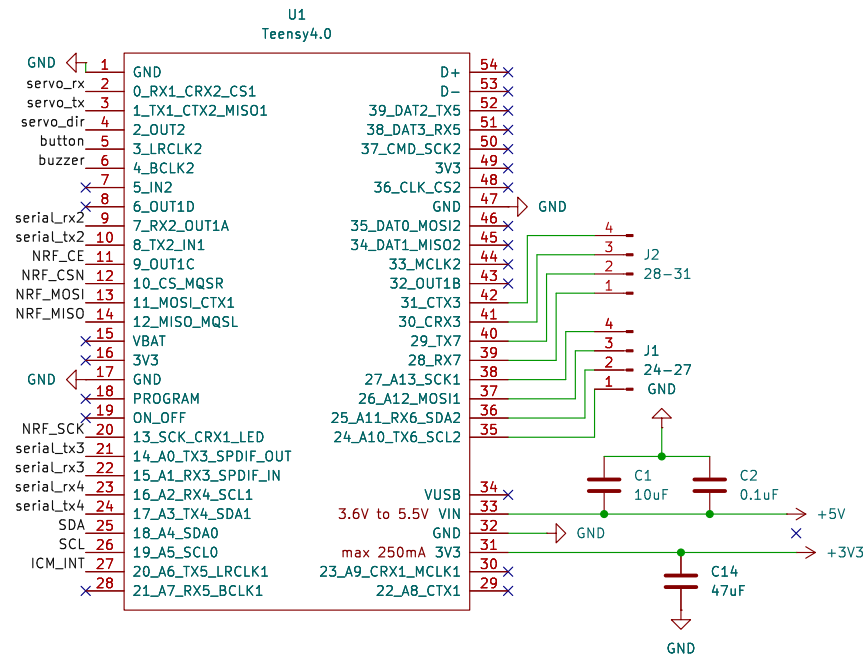 U1
Teensy4.0
GND 1 GND
servo_rx 2 0_RX1_CRX2_CS1
servo_tx 3 1_TX1_CTX2_MISO1
servo_dir 4 2_OUT2
button 5 3_LRCLK2
buzzer 6 4_BCLK2
7 5_IN2
8 6_OUT1D
serial_rx2 9 7_RX2_OUT1A
serial_tx2 10 8_TX2_IN1
NRF_CE 11 9_OUT1C
NRF_CSN 12 10_CS_MQSR
NRF_MOSI 13 11_MOSI_CTX1
NRF_MISO 14 12_MISO_MQSL
15 VBAT
16 3V3
GND 17 GND
18 PROGRAM
19 ON_OFF
NRF_SCK 20 13_SCK_CRX1_LED
serial_tx3 21 14_A0_TX3_SPDIF_OUT
serial_rx3 22 15_A1_RX3_SPDIF_IN
serial_rx4 23 16_A2_RX4_SCL1
serial_tx4 24 17_A3_TX4_SDA1
SDA 25 18_A4_SDA0
SCL 26 19_A5_SCL0
ICM_INT 27 20_A6_TX5_LRCLK1
28 21_A7_RX5_BCLK1
D+ 54
D- 53
39_DAT2_TX5 52
38_DAT3_RX5 51
37_CMD_SCK2 50
3V3 49
36_CLK_CS2 48
GND 47 GND
35_DAT0_MOSI2 46
34_DAT1_MISO2 45
33_MCLK2 44
32_OUT1B 43
31_CTX3 42
30_CRX3 41
29_TX7 40
28_RX7 39
27_A13_SCK1 38
26_A12_MOSI1 37
25_A11_RX6_SDA2 36
24_A10_TX6_SCL2 35
VUSB 34
3.6V to 5.5V VIN 33
GND 32 GND
max 250mA 3V3 31
23_A9_CRX1_MCLK1 30
22_A8_CTX1 29
4
3 J2
2 28-31
1
4
3 J1
2 24-27
1 GND
C1
10uF
C2
0.1uF
+5V
+3V3
C14
47uF
GND